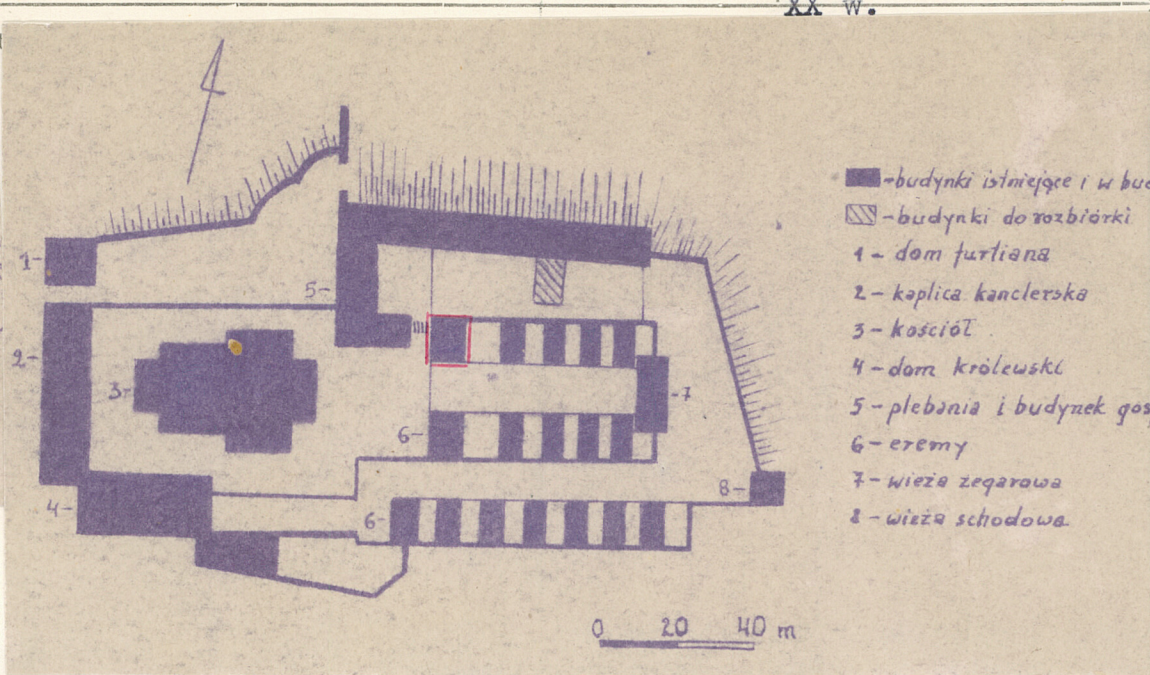 XX w.
-budynki istniejące i w bud
-budynki do rozbiórki
1 - dom furtiana
2 - kaplica kanclerska
3 - kościół
4 - dom królewski
5 - plebania i budynek gos
6 - eremy
7 - wieża zegarowa
8 - wieża schodowa
1-
5-
2-
3-
-7
6-
8-
4-
6-
0 20 40 m